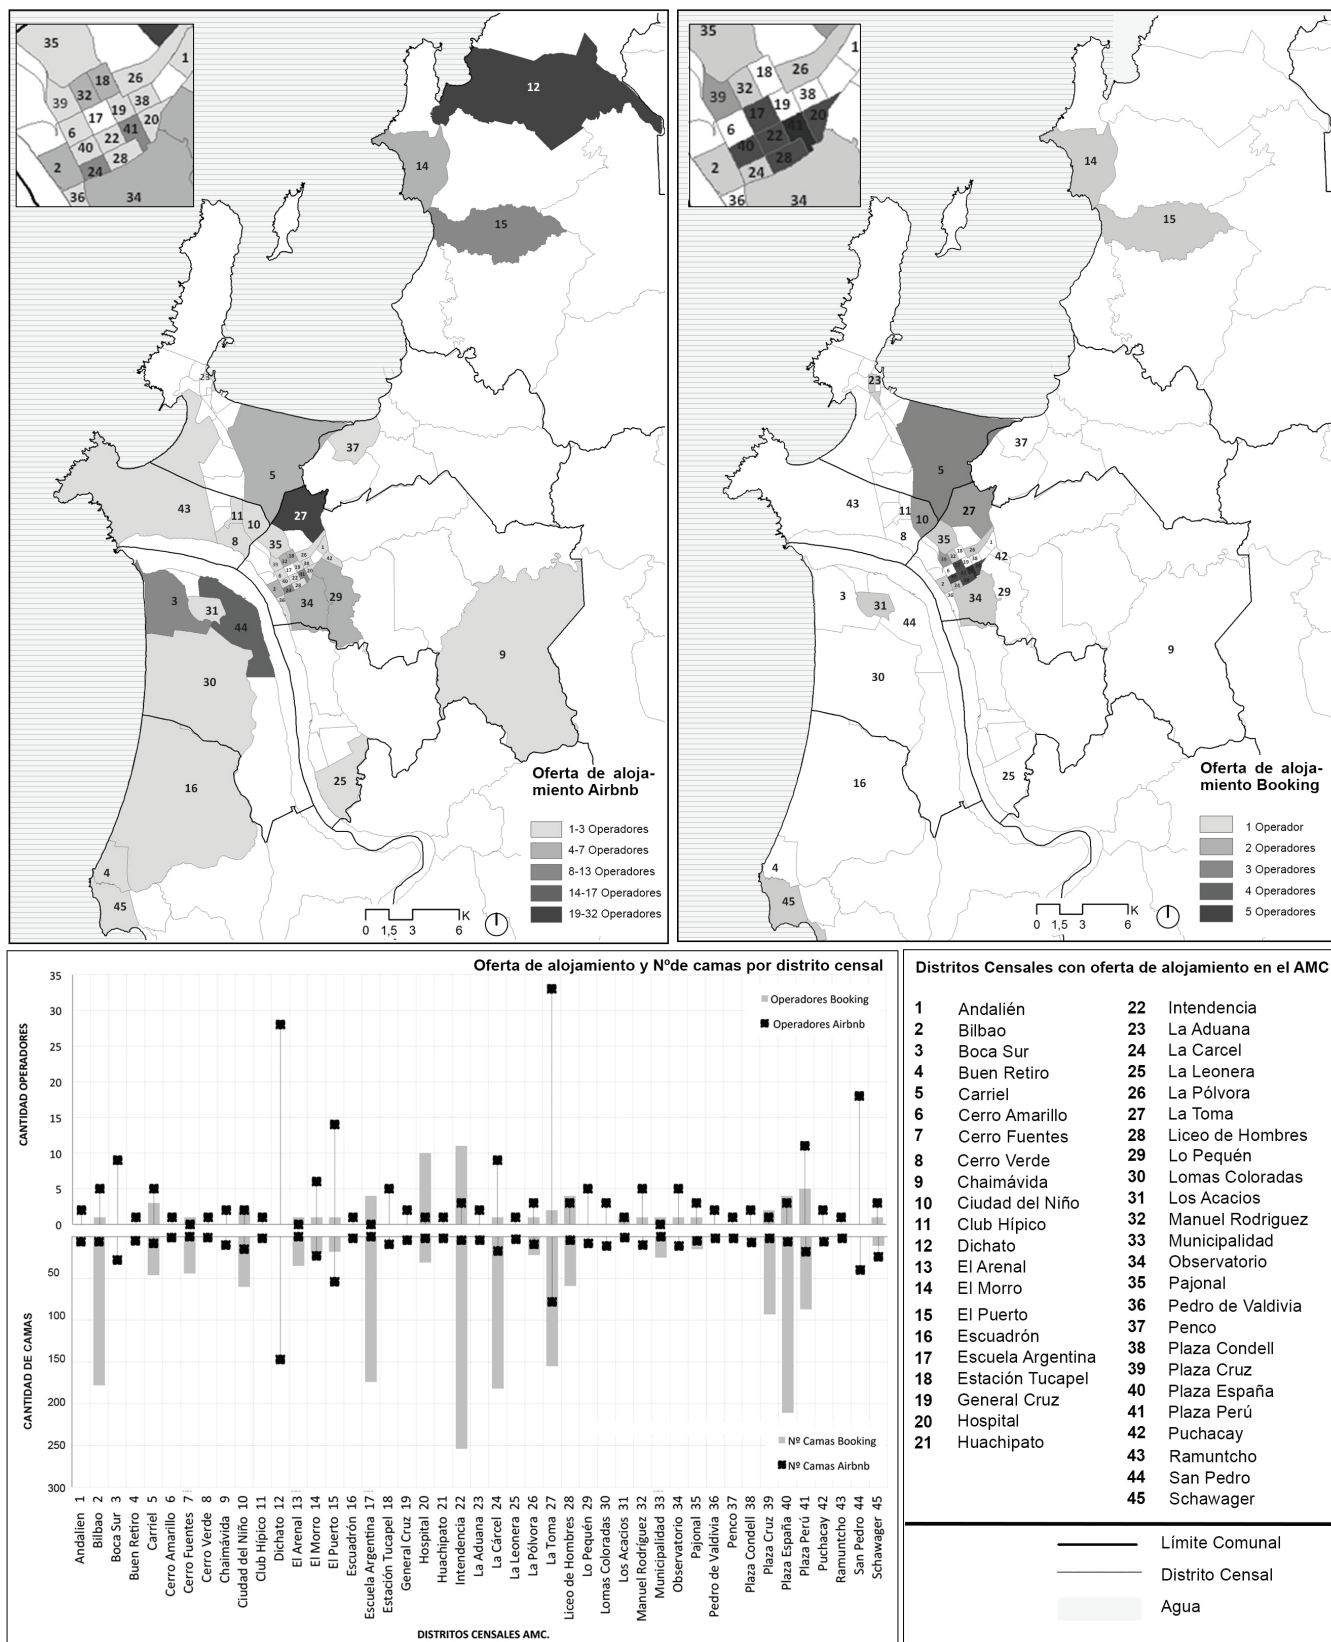 35
1
18
26
32
39
38
19
17
20
6
41
22
40
28
2
24
36
34
12
14
15
23
37
5
43
11
10
27
8
35
42
3
31
44
34
29
30
9
25
16
4
45
Oferta de aloja-
miento Airbnb
1-3 Operadores
4-7 Operadores
8-13 Operadores
14-17 Operadores
19-32 Operadores
K
0 1,5 3 6
35
1
18
26
32
39
38
19
17
20
6
41
22
40
28
2
24
36
34
14
15
23
37
5
43
11
10
27
8
35
42
3
31
44
34
29
30
9
25
16
4
45
Oferta de aloja-
miento Booking
1 Operador
2 Operadores
3 Operadores
4 Operadores
5 Operadores
K
0 1,5 3 6
Oferta de alojamiento y Nºde camas por distrito censal
CANTIDAD OPERADORES
35
30
25
20
15
10
5
0
Operadores Booking
Operadores Airbnb
CANTIDAD DE CAMAS
50
100
150
200
250
300
Nº Camas Booking
Nº Camas Airbnb
Andalien 1
Bilbao 2
Boca Sur 3
Buen Retiro 4
Carriel 5
Cerro Amarillo 6
Cerro Fuentes 7
Cerro Verde 8
Chaimávida 9
Ciudad del Niño 10
Club Hípico 11
Dichato 12
El Arenal 13
El Morro 14
El Puerto 15
Escuadrón 16
Escuela Argentina 17
Estación Tucapel 18
General Cruz 19
Hospital 20
Huachipato 21
Intendencia 22
La Aduana 23
La Cárcel 24
La Leonera 25
La Pólvora 26
La Toma 27
Liceo de Hombres 28
Lo Pequén 29
Lomas Coloradas 30
Los Acacios 31
Manuel Rodríguez 32
Municipalidad 33
Observatorio 34
Pajonal 35
Pedro de Valdivia 36
Penco 37
Plaza Condell 38
Plaza Cruz 39
Plaza España 40
Plaza Perú 41
Puchacay 42
Ramuntcho 43
San Pedro 44
Schawager 45
DISTRITOS CENSALES AMC.
Distritos Censales con oferta de alojamiento en el AMC
1 Andalién
2 Bilbao
3 Boca Sur
4 Buen Retiro
5 Carriel
6 Cerro Amarillo
7 Cerro Fuentes
8 Cerro Verde
9 Chaimávida
10 Ciudad del Niño
11 Club Hípico
12 Dichato
13 El Arenal
14 El Morro
15 El Puerto
16 Escuadrón
17 Escuela Argentina
18 Estación Tucapel
19 General Cruz
20 Hospital
21 Huachipato
22 Intendencia
23 La Aduana
24 La Carcel
25 La Leonera
26 La Pólvora
27 La Toma
28 Liceo de Hombres
29 Lo Pequén
30 Lomas Coloradas
31 Los Acacios
32 Manuel Rodriguez
33 Municipalidad
34 Observatorio
35 Pajonal
36 Pedro de Valdivia
37 Penco
38 Plaza Condell
39 Plaza Cruz
40 Plaza España
41 Plaza Perú
42 Puchacay
43 Ramuntcho
44 San Pedro
45 Schawager
Límite Comunal
Distrito Censal
Agua